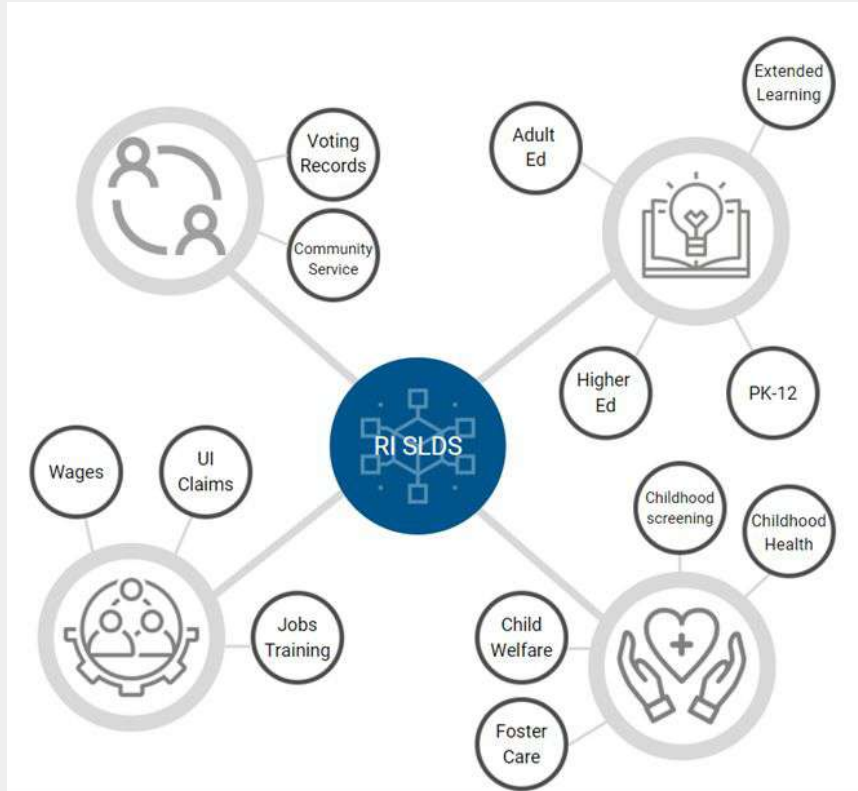 Extended
Learning
Adult
Ed
Voting
Records
Community
Service
Higher
Ed
PK-12
RI SLDS
Wages
UI
Claims
Childhood
screening
Childhood
Health
Jobs
Training
Child
Welfare
Foster
Care